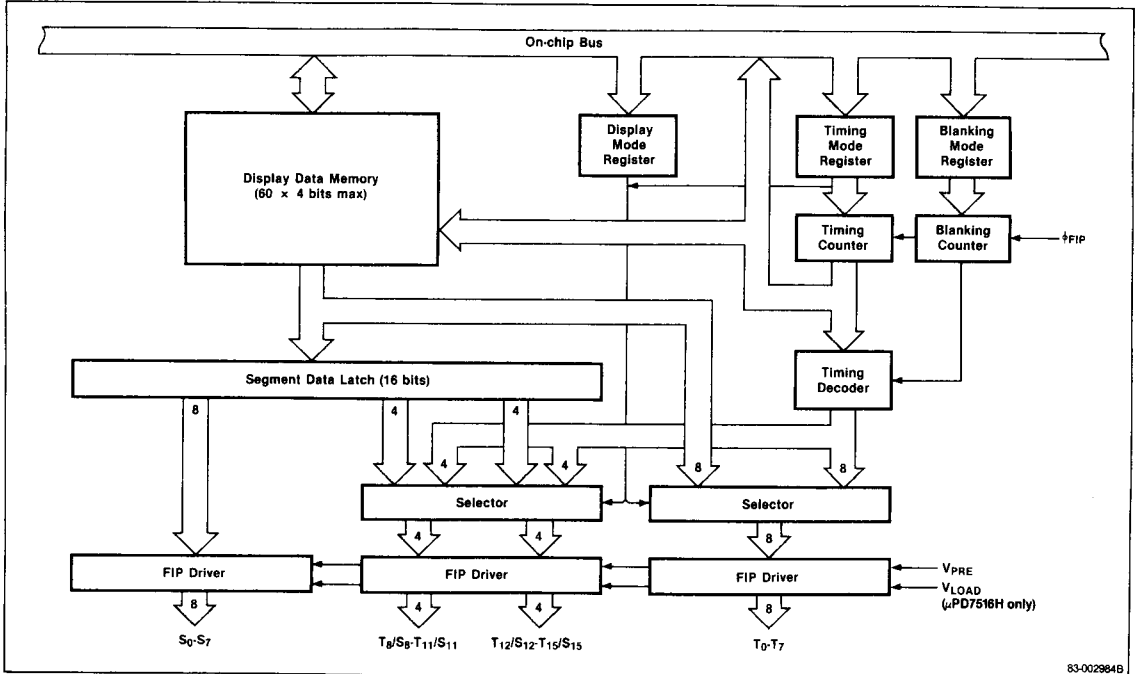 On-chip Bus
Display Data Memory
(60 × 4 bits max)
Display
Mode
Register
Timing
Mode
Register
Blanking
Mode
Register
Timing
Counter
Blanking
Counter
ϕFIP
Segment Data Latch (16 bits)
Timing
Decoder
8
4
4
4
4
8
8
Selector
Selector
4
4
8
FIP Driver
FIP Driver
FIP Driver
VPRE
VLOAD
(μPD7516H only)
8
4
4
8
S0-S7
T8/S8-T11/S11
T12/S12-T15/S15
T0-T7
83-002984B